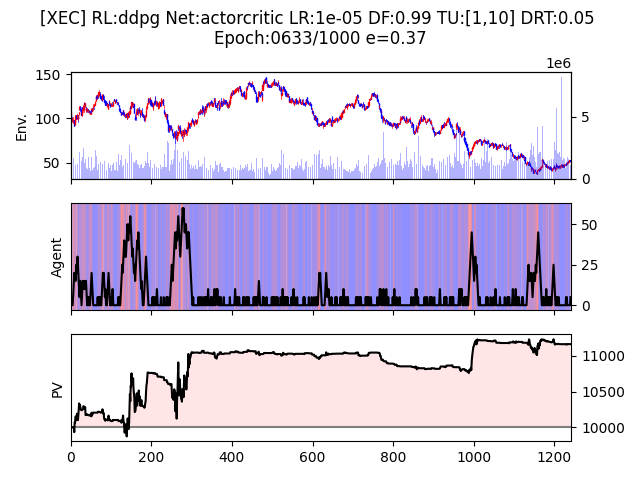 [XEC] RL:ddpg Net:actorcritic LR:1e-05 DF:0.99 TU:[1,10] DRT:0.05
Epoch:0633/1000 e=0.37
1e6
Env.
150
100
50
5
0
Agent
50
25
0
PV
11000
10500
10000
0 200 400 600 800 1000 1200